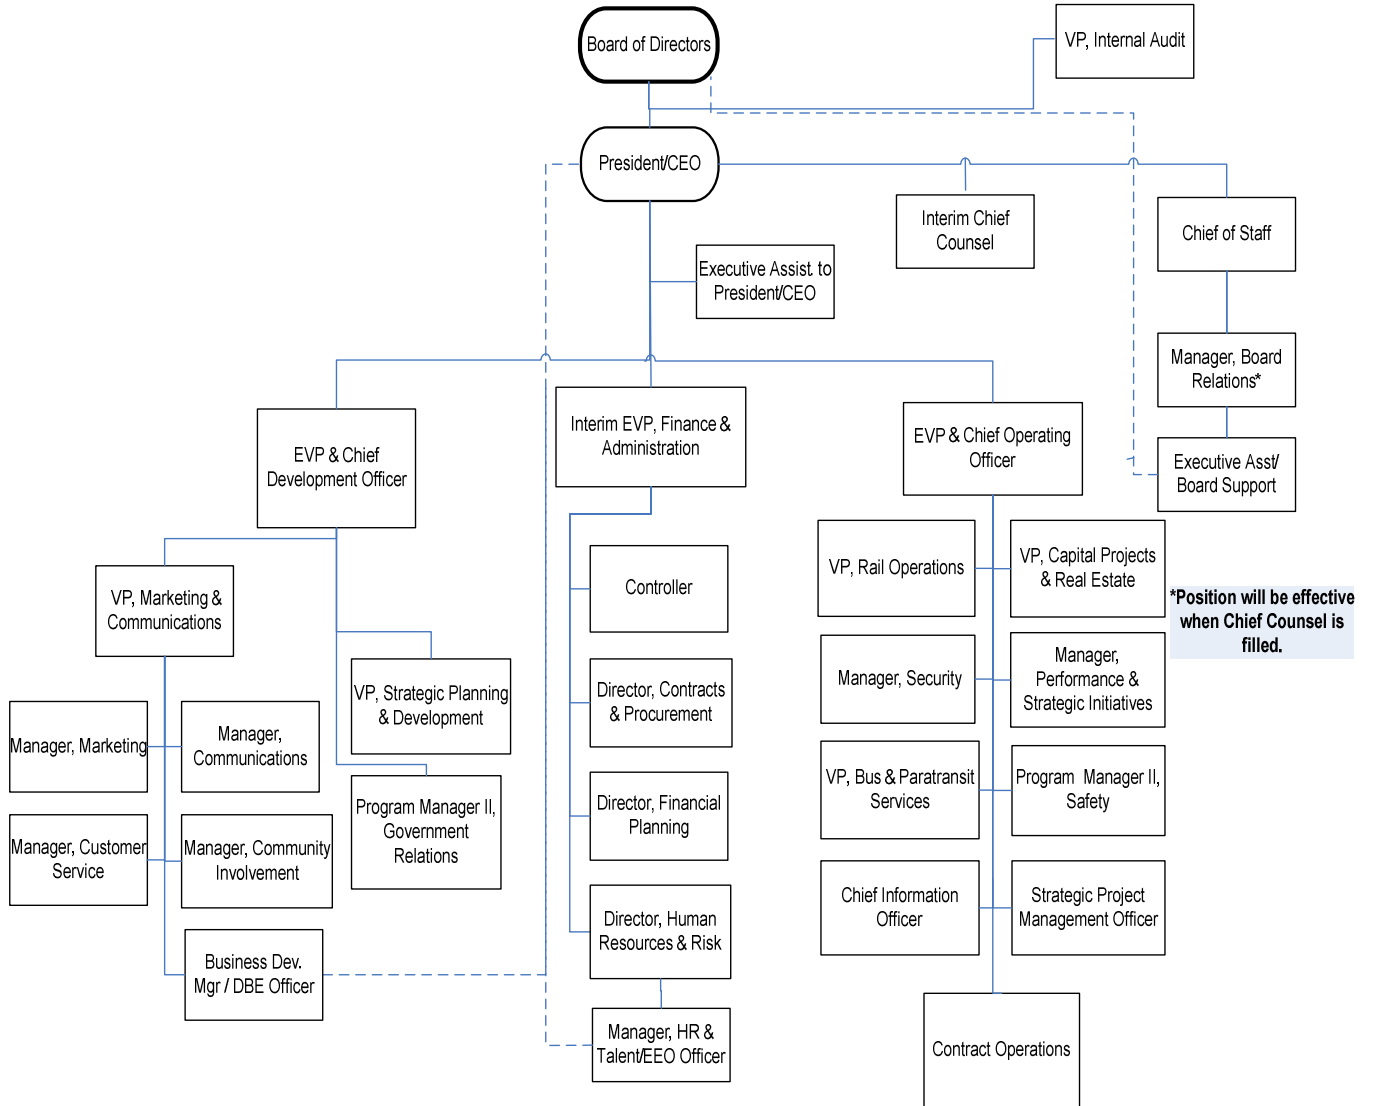 Board of Directors
VP, Internal Audit
President/CEO
Interim Chief
Counsel
Chief of Staff
Executive Assist. to
President/CEO
Manager, Board
Relations*
Executive Asst/
Board Support
EVP & Chief
Development Officer
Interim EVP, Finance &
Administration
EVP & Chief Operating
Officer
VP, Marketing &
Communications
VP, Strategic Planning
& Development
Program Manager II,
Government
Relations
Manager, Marketing
Manager,
Communications
Manager, Customer
Service
Manager, Community
Involvement
Business Dev.
Mgr / DBE Officer
Controller
Director, Contracts
& Procurement
Director, Financial
Planning
Director, Human
Resources & Risk
Manager, HR &
Talent/EEO Officer
VP, Rail Operations
VP, Capital Projects
& Real Estate
Manager, Security
Manager,
Performance &
Strategic Initiatives
VP, Bus & Paratransit
Services
Program Manager II,
Safety
Chief Information
Officer
Strategic Project
Management Officer
Contract Operations
*Position will be effective
when Chief Counsel is
filled.